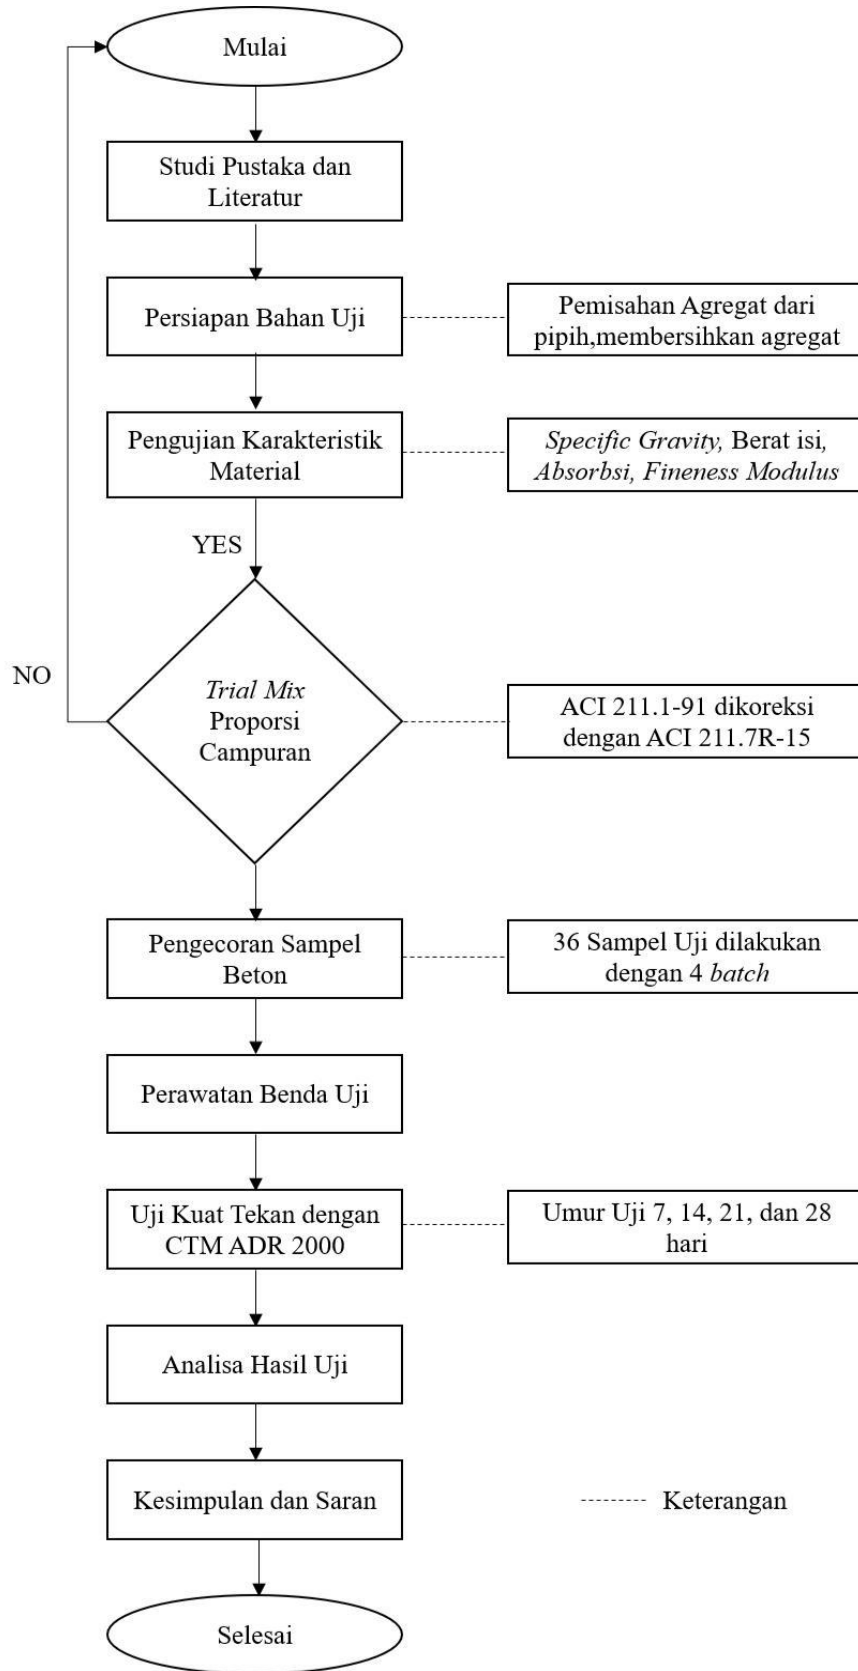 Mulai
Studi Pustaka dan
Literatur
Persiapan Bahan Uji
Pemisahan Agregat dari
pipih,membersihkan agregat
Pengujian Karakteristik
Material
Specific Gravity, Berat isi,
Absorbsi, Fineness Modulus
YES
NO
Trial Mix
Proporsi
Campuran
ACI 211.1-91 dikoreksi
dengan ACI 211.7R-15
Pengecoran Sampel
Beton
36 Sampel Uji dilakukan
dengan 4 batch
Perawatan Benda Uji
Uji Kuat Tekan dengan
CTM ADR 2000
Umur Uji 7, 14, 21, dan 28
hari
Analisa Hasil Uji
Kesimpulan dan Saran
Keterangan
Selesai